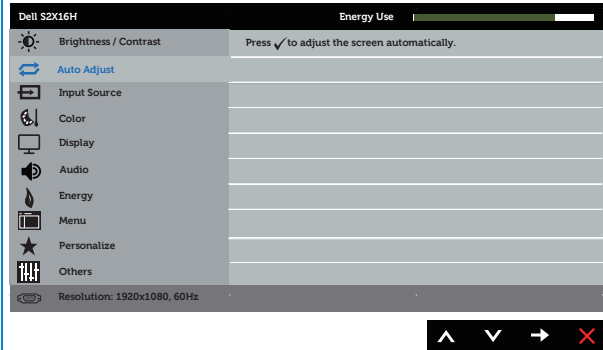 Dell S2X16H Energy Use
Brightness / Contrast Press ✓ to adjust the screen automatically.
Auto Adjust
Input Source
Color
Display
Audio
Energy
Menu
Personalize
Others
Resolution: 1920x1080, 60Hz